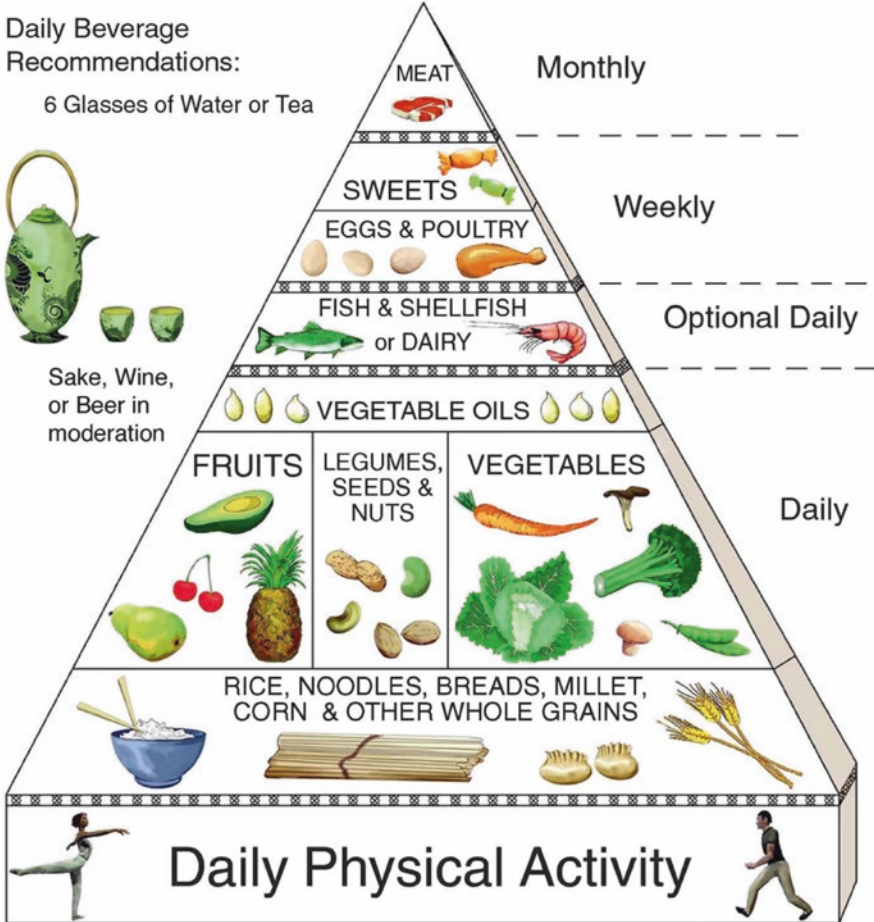 Daily Beverage
Recommendations:
6 Glasses of Water or Tea
MEAT
Monthly
SWEETS
Weekly
EGGS & POULTRY
FISH & SHELLFISH
or DAIRY
Optional Daily
Sake, Wine,
or Beer in
moderation
VEGETABLE OILS
FRUITS
LEGUMES,
SEEDS &
NUTS
VEGETABLES
Daily
RICE, NOODLES, BREADS, MILLET,
CORN & OTHER WHOLE GRAINS
Daily Physical Activity